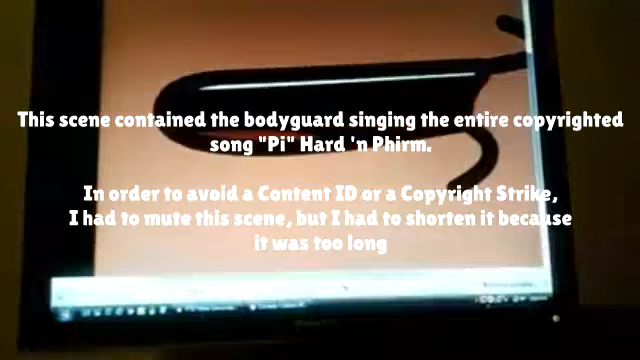 This scene contained the bodyguard singing the entire copyrighted
song "Pi" Hard 'n Phirm.
In order to avoid a Content ID or a Copyright Strike,
I had to mute this scene, but I had to shorten it because
it was too long